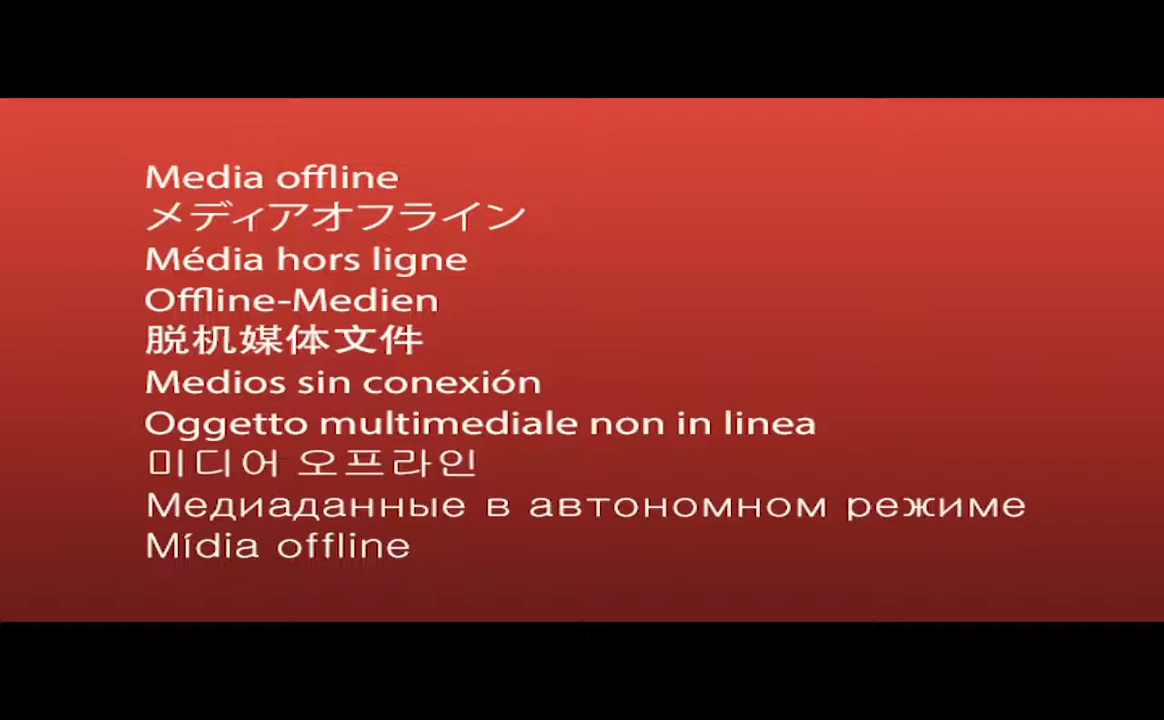 Media offline
メディアオフライン
Média hors ligne
Offline-Medien
脱机媒体文件
Medios sin conexión
Oggetto multimediale non in linea
미디어 오프라인
Медиаданные в автономном режиме
Mídia offline